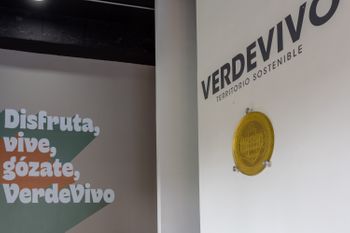 Disfruta,
vive,
gózate,
VerdeVivo
VERDEVIVO
TERRITORIO SOSTENIBLE